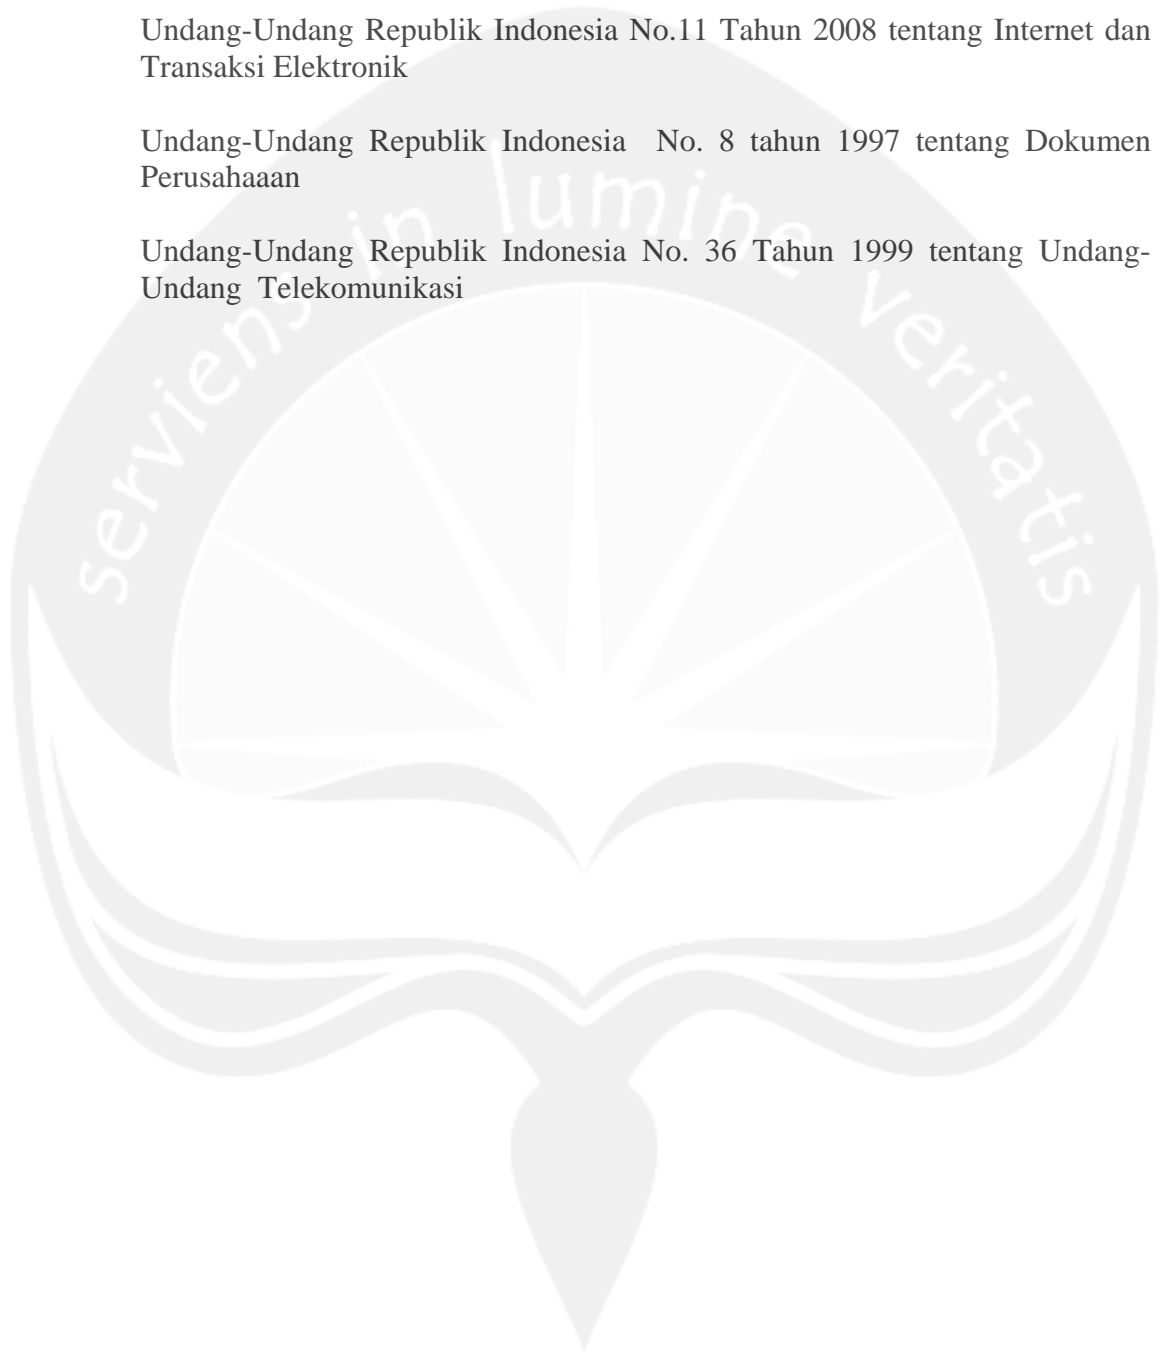 Undang-Undang Republik Indonesia No.11 Tahun 2008 tentang Internet dan
Transaksi Elektronik
Undang-Undang Republik Indonesia No. 8 tahun 1997 tentang Dokumen
Perusahaaan
Undang-Undang Republik Indonesia No. 36 Tahun 1999 tentang Undang-
Undang Telekomunikasi
serviens in lumine veritatis